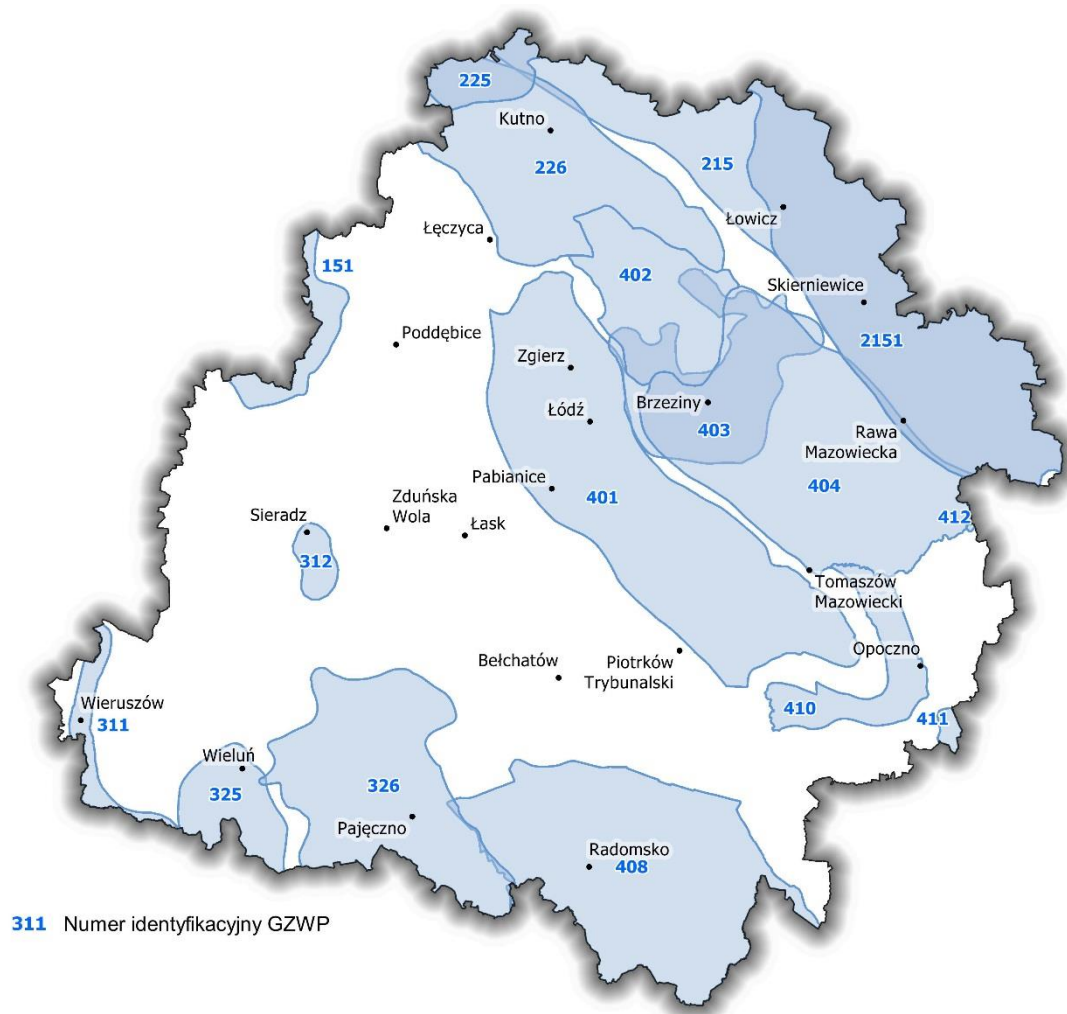 225
Kutno
226
215
Łowicz
Łęczyca
151
402
Skierniewice
Poddębice
2151
Zgierz
Brzeziny
Łódź
403
Rawa
Mazowiecka
404
Pabianice
401
Zduńska
Wola
Łask
Sieradz
312
412
Tomaszów
Mazowiecki
Opoczno
Bełchatów
Piotrków
Trybunalski
410
411
Wieruszów
311
Wieluń
325
326
Pajęczno
Radomsko
408
311 Numer identyfikacyjny GZWP